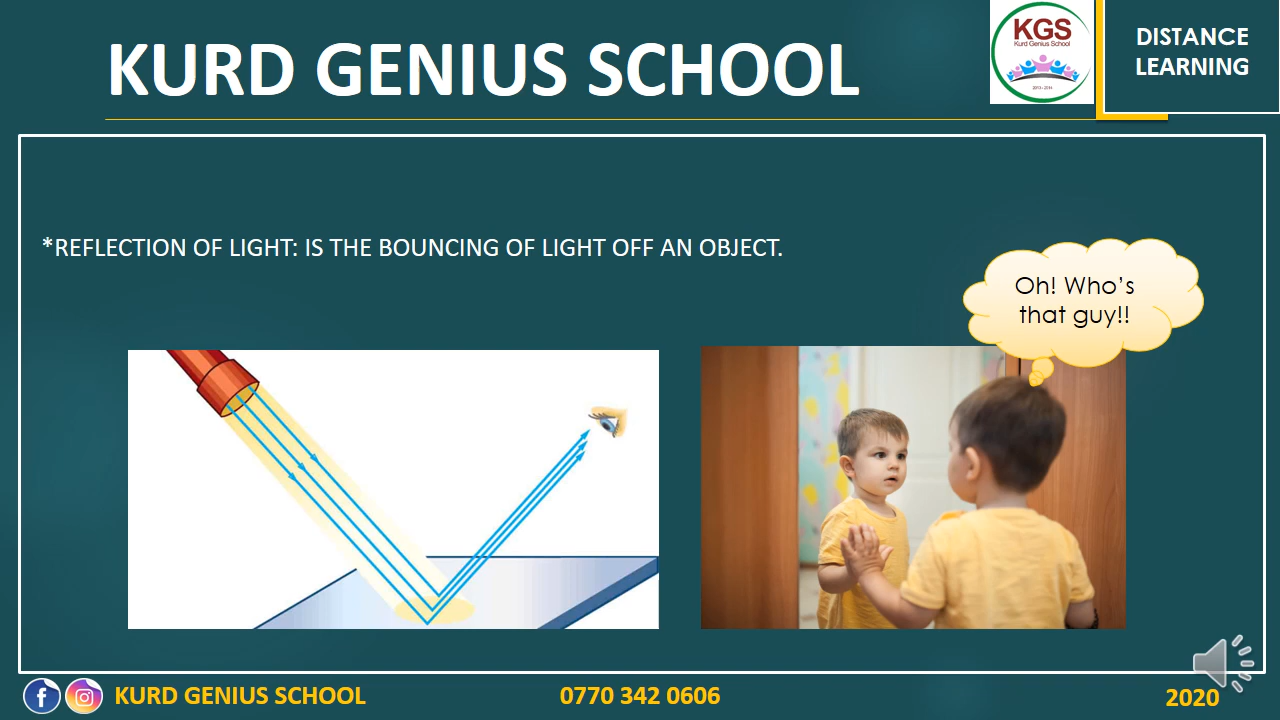 KURD GENIUS SCHOOL
KGS
Kurd Genius School
DISTANCE
LEARNING
*REFLECTION OF LIGHT: IS THE BOUNCING OF LIGHT OFF AN OBJECT.
Oh! Who's
that guy!!
KURD GENIUS SCHOOL
0770 342 0606
2020